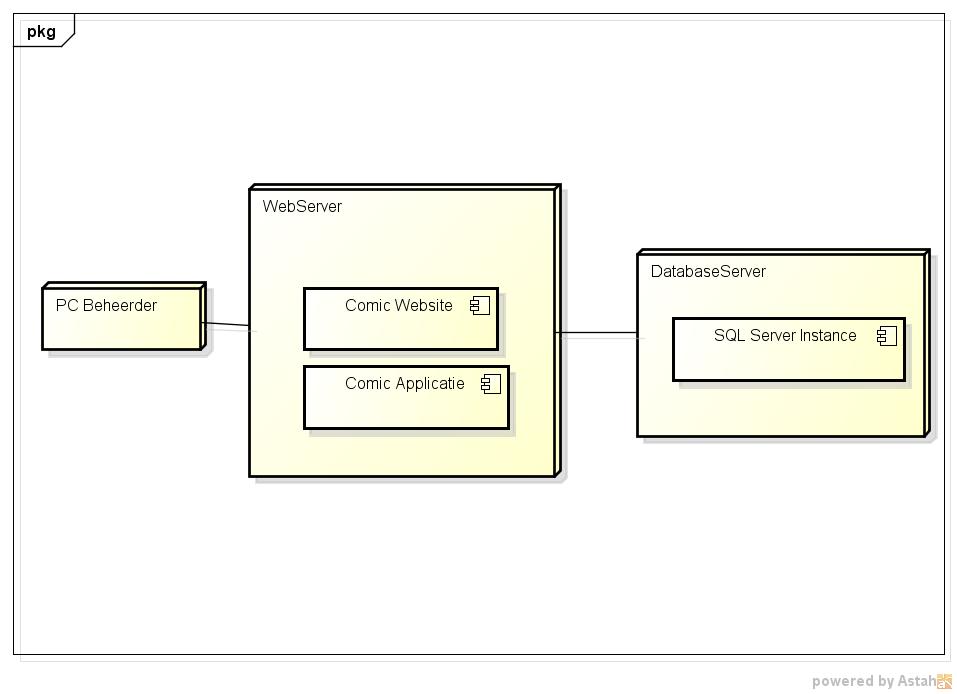 pkg
WebServer
PC Beheerder
Comic Website
Comic Applicatie
DatabaseServer
SQL Server Instance
powered by Astah